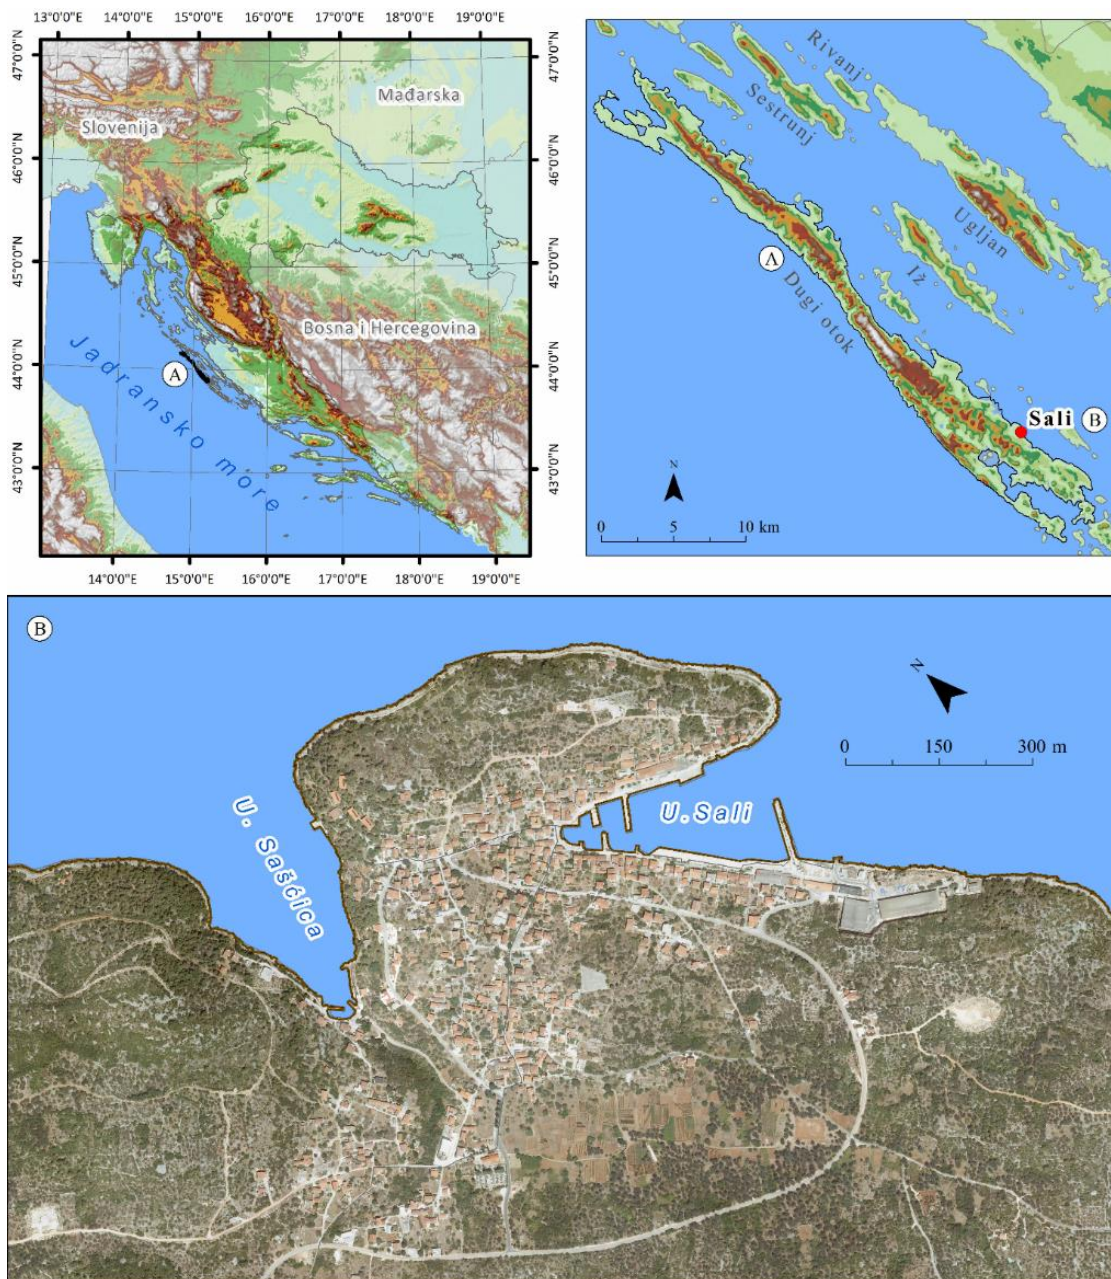 13°0'0"E 14°0'0"E 15°0'0"E 16°0'0"E 17°0'0"E 18°0'0"E 19°0'0"E
47°0'0"N
46°0'0"N
45°0'0"N
44°0'0"N
43°0'0"N
Mađarska
Slovenija
Bosna i Hercegovina
A
Jadransko more
47°0'0"N
46°0'0"N
45°0'0"N
44°0'0"N
43°0'0"N
14°0'0"E 15°0'0"E 16°0'0"E 17°0'0"E 18°0'0"E 19°0'0"E
Rivanj
Sestrunj
Ugljan
Iž
A
Dugi otok
Sali B
N
0 5 10 km
B
N
0 150 300 m
U. Sašćica
U.Sali